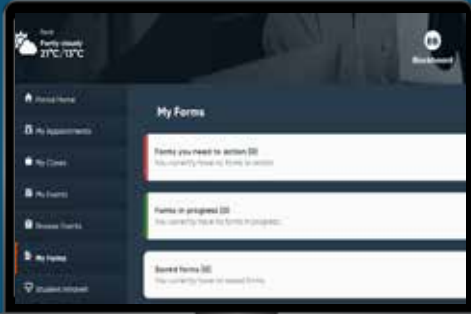 Partly cloudy
21°C /13°C
Blackboard
Portal Home
My Appointments
My Forms
My Classes
Forms you need to action (0)
You currently have no forms to action
My Events
Forms in progress (0)
You currently have no forms in progress
Browse Events
My Forms
Saved forms (0)
You currently have no saved forms
Student Intranet